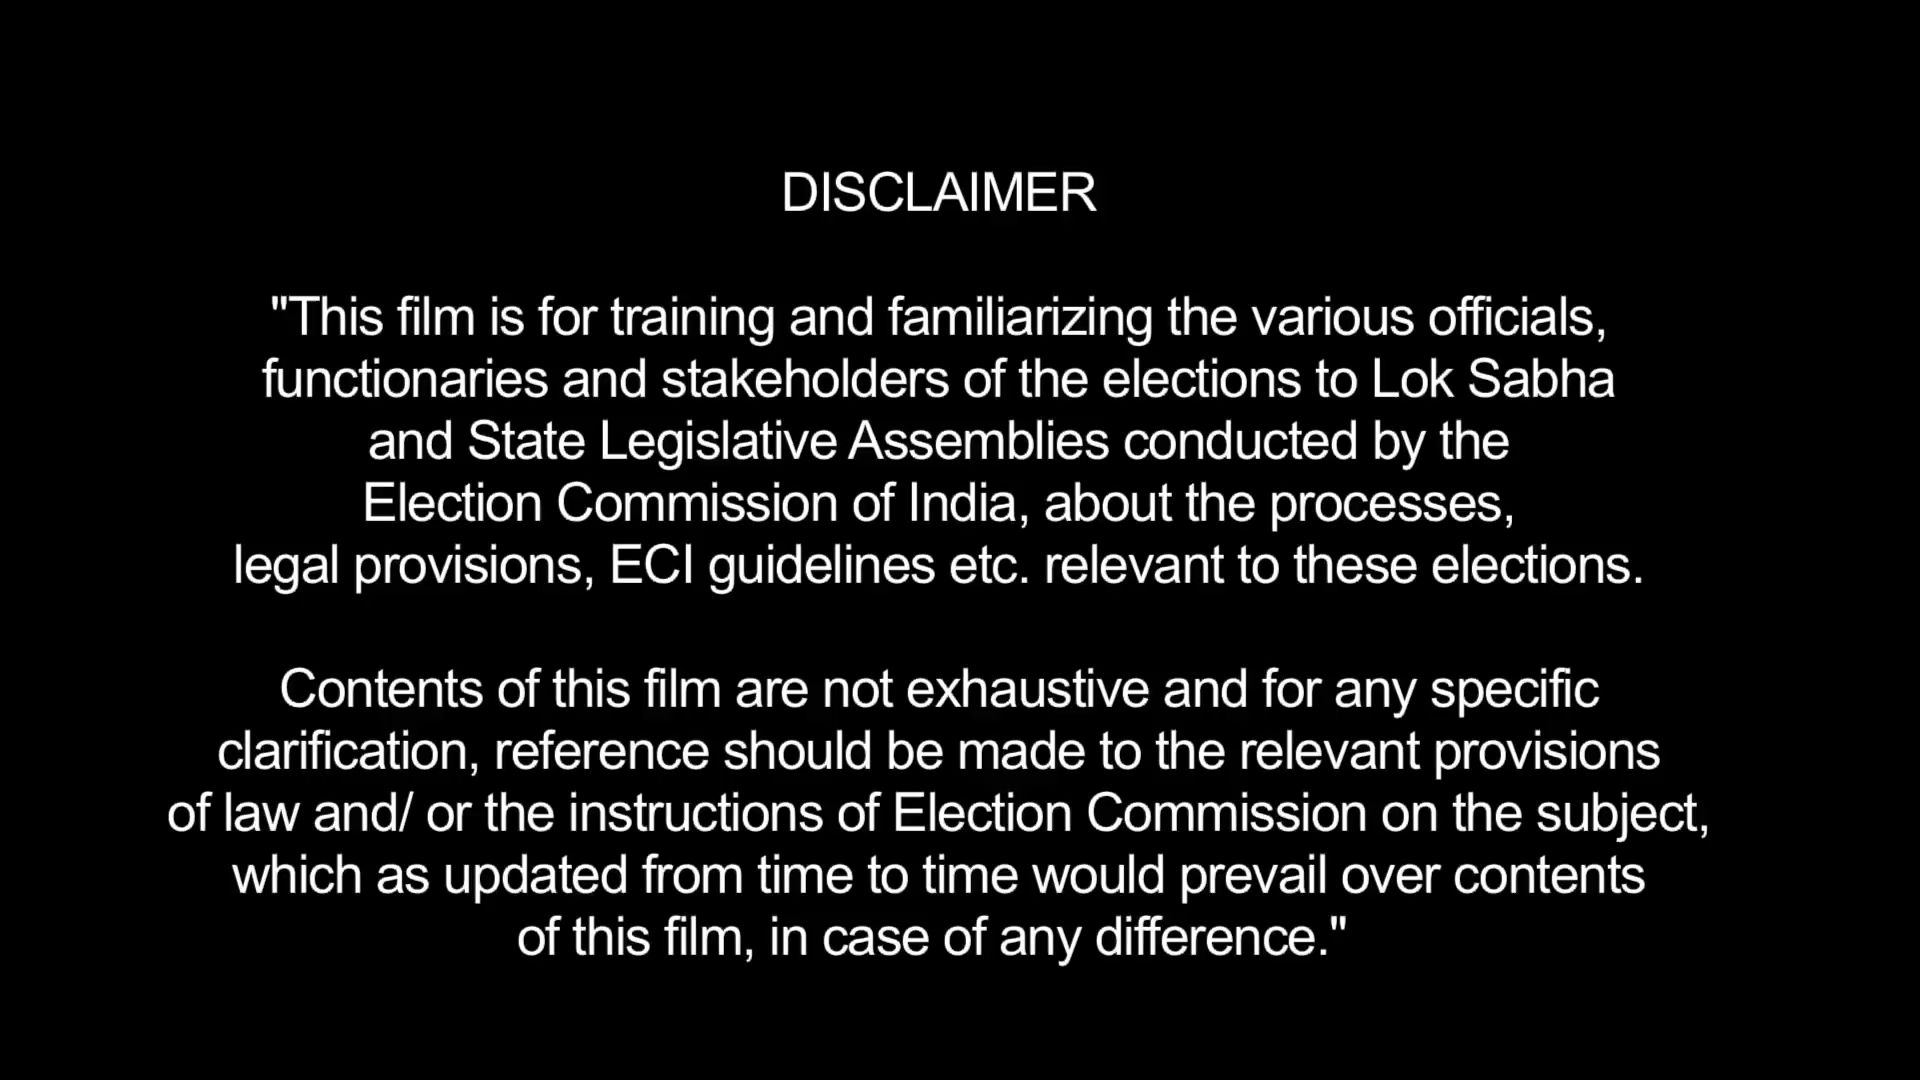 DISCLAIMER
"This film is for training and familiarizing the various officials,
functionaries and stakeholders of the elections to Lok Sabha
and State Legislative Assemblies conducted by the
Election Commission of India, about the processes,
legal provisions, ECI guidelines etc. relevant to these elections.
Contents of this film are not exhaustive and for any specific
clarification, reference should be made to the relevant provisions
of law and/ or the instructions of Election Commission on the subject,
which as updated from time to time would prevail over contents
of this film, in case of any difference."